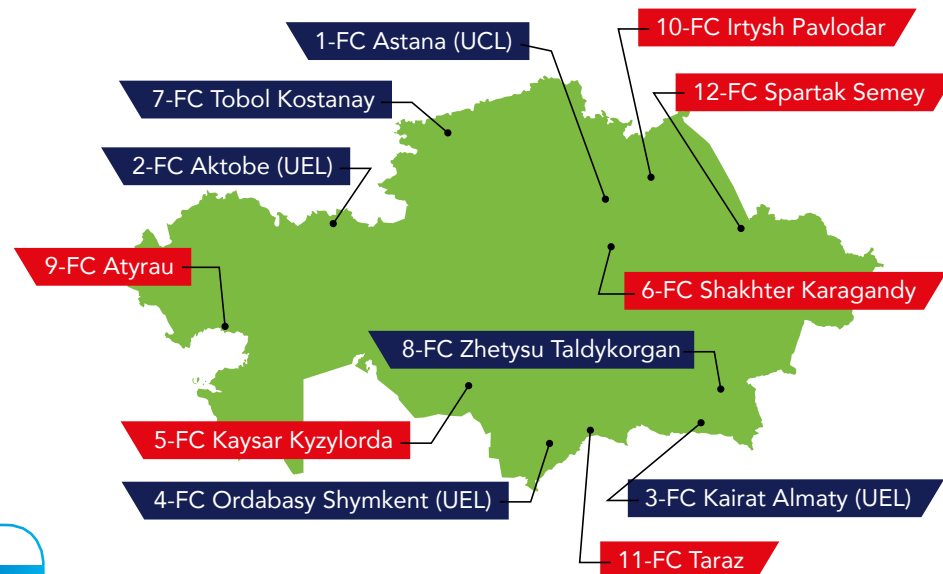 10-FC Irtysh Pavlodar
1-FC Astana (UCL)
12-FC Spartak Semey
7-FC Tobol Kostanay
2-FC Aktobe (UEL)
9-FC Atyrau
6-FC Shakhter Karagandy
8-FC Zhetysu Taldykorgan
5-FC Kaysar Kyzylorda
4-FC Ordabasy Shymkent (UEL)
3-FC Kairat Almaty (UEL)
11-FC Taraz